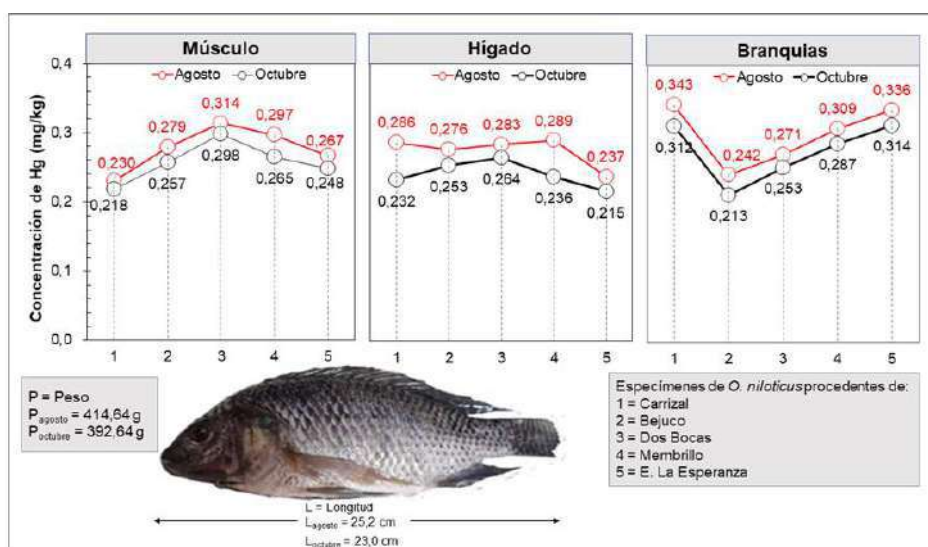 Músculo
Hígado
Branquias
Agosto Octubre
Agosto Octubre
Agosto Octubre
Concentración de Hg (mg/kg)
0,4
0,3
0,2
0,1
0,0
0,230
0,279
0,314
0,297
0,267
0,218
0,257
0,298
0,265
0,248
1 2 3 4 5
0,286
0,276
0,283
0,289
0,237
0,232
0,253
0,264
0,236
0,215
1 2 3 4 5
0,343
0,242
0,271
0,309
0,336
0,312
0,213
0,253
0,287
0,314
1 2 3 4 5
P = Peso
Pagosto = 414,64 g
Poctubre = 392,64 g
L = Longitud
Lagosto = 25,2 cm
Loctubre = 23,0 cm
Especímenes de O. niloticus procedentes de:
1 = Carrizal
2 = Bejuco
3 = Dos Bocas
4 = Membrillo
5 = E. La Esperanza